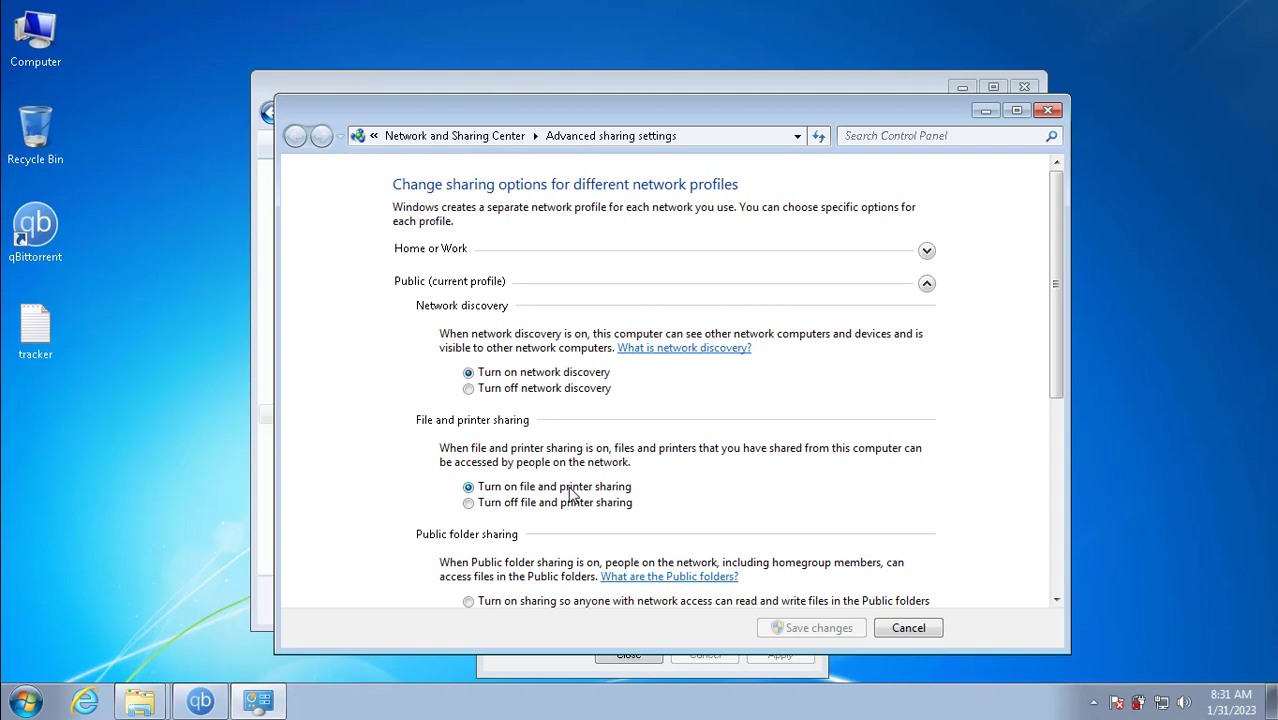 Computer
Recycle Bin
qb
qBittorrent
tracker
« Network and Sharing Center ▸ Advanced sharing settings
Search Control Panel
Change sharing options for different network profiles
Windows creates a separate network profile for each network you use. You can choose specific options for
each profile.
Home or Work
Public (current profile)
Network discovery
When network discovery is on, this computer can see other network computers and devices and is
visible to other network computers. What is network discovery?
Turn on network discovery
Turn off network discovery
File and printer sharing
When file and printer sharing is on, files and printers that you have shared from this computer can
be accessed by people on the network.
Turn on file and printer sharing
Turn off file and printer sharing
Public folder sharing
When Public folder sharing is on, people on the network, including homegroup members, can
access files in the Public folders. What are the Public folders?
Turn on sharing so anyone with network access can read and write files in the Public folders
Save changes
Cancel
Close
Cancel
Apply
qb
8:31 AM
1/31/2023